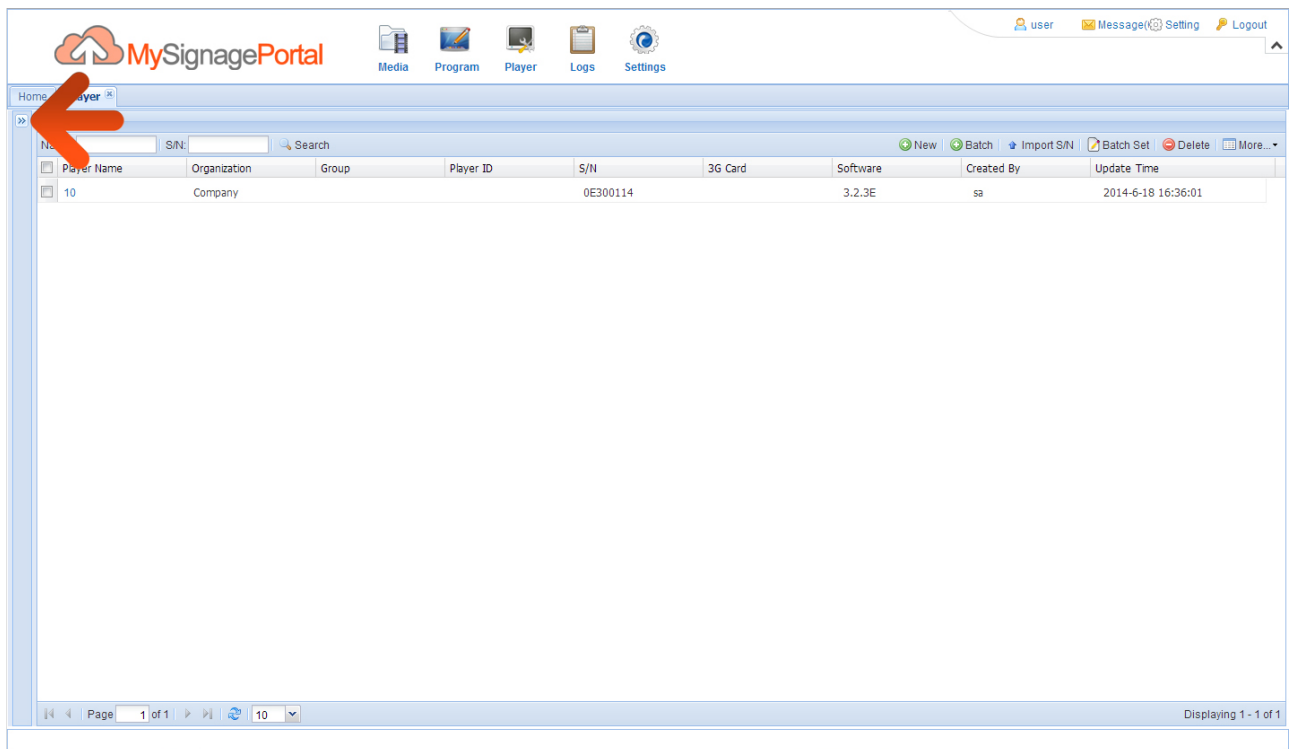 user Message( Setting Logout
MySignagePortal
Media Program Player Logs Settings
Home
S/N: Search New Batch Import S/N Batch Set Delete More...
Player Name Organization Group Player ID S/N 3G Card Software Created By Update Time
10 Company 0E300114 3.2.3E sa 2014-6-18 16:36:01
Page 1 of 1 10 Displaying 1 - 1 of 1